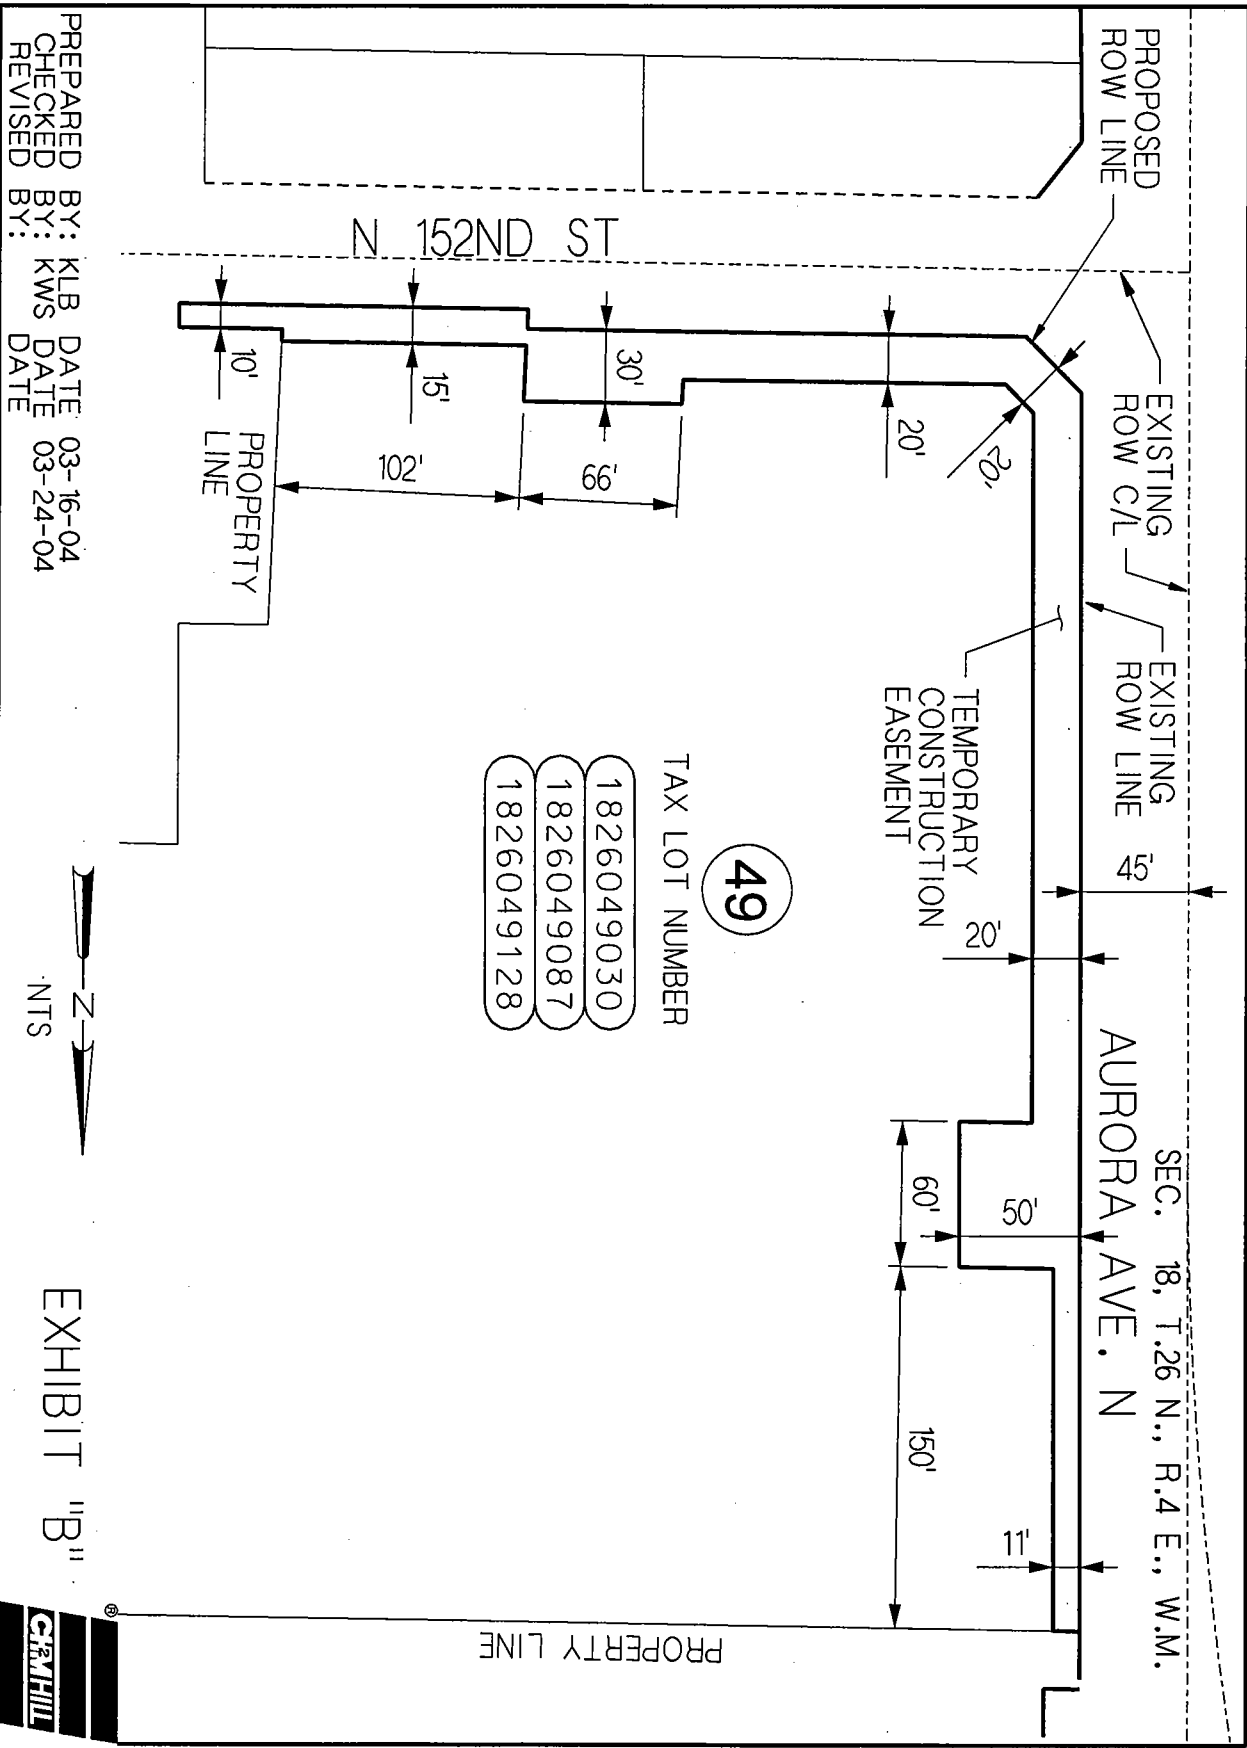 SEC. 18, T.26 N., R.4 E., W.M.
AURORA AVE. N
PROPOSED
ROW LINE
EXISTING
ROW C/L
EXISTING
ROW LINE
45'
20'
50'
11'
60'
150'
TEMPORARY
CONSTRUCTION
EASEMENT
20'
20'
30'
15'
10'
66'
102'
N 152ND ST
PROPERTY
LINE
49
TAX LOT NUMBER
1826049030
1826049087
1826049128
PROPERTY LINE
N
NTS
EXHIBIT "B"
PREPARED BY: KLB DATE 03-16-04
CHECKED BY: KWS DATE 03-24-04
REVISED BY: DATE
CH2MHILL
®